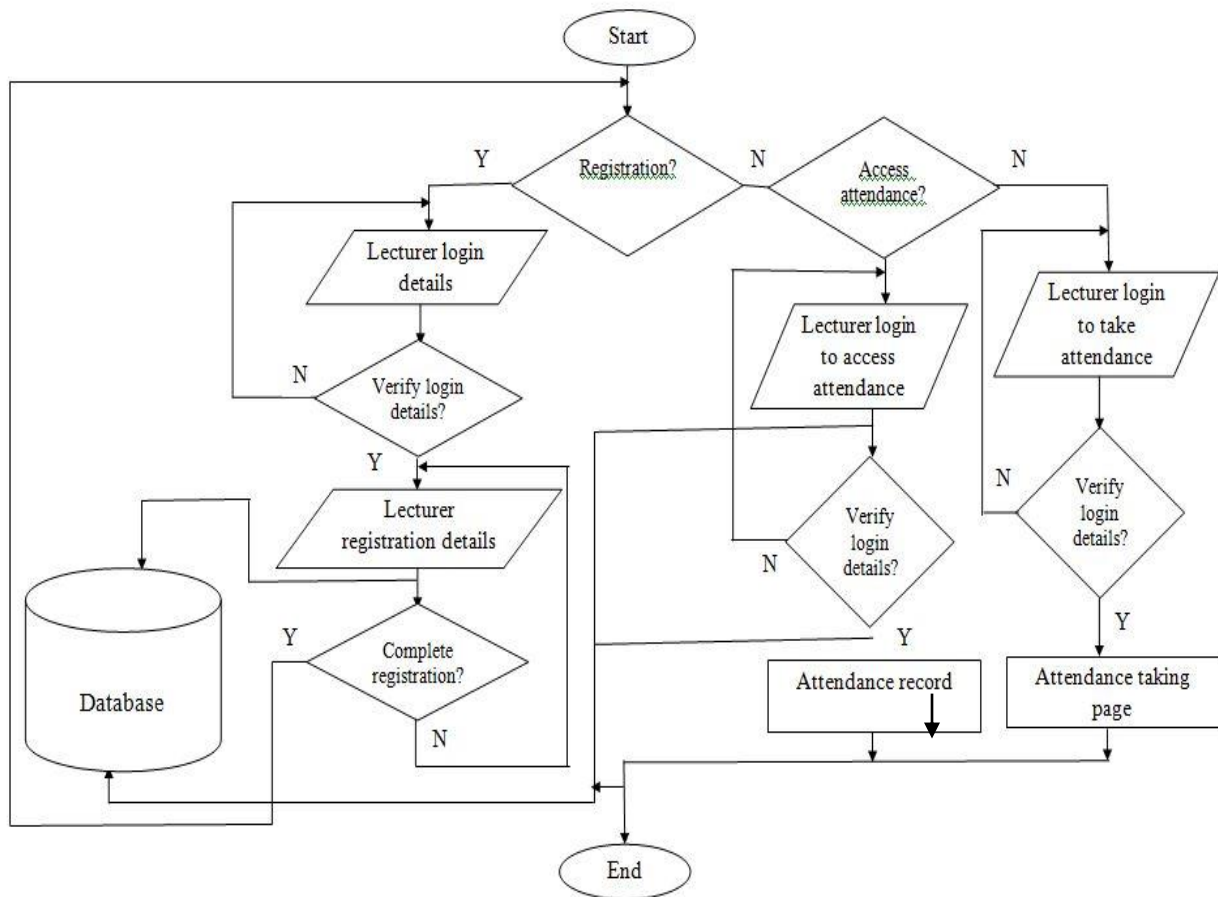 Start
Registration?
Y
N
Access
attendance?
N
Lecturer login
details
Lecturer login
to access
attendance
Lecturer login
to take
attendance
Verify login
details?
N
Y
Lecturer
registration details
Verify
login
details?
N
Y
Verify
login
details?
N
Y
Database
Complete
registration?
Y
N
Attendance record
Attendance taking
page
End